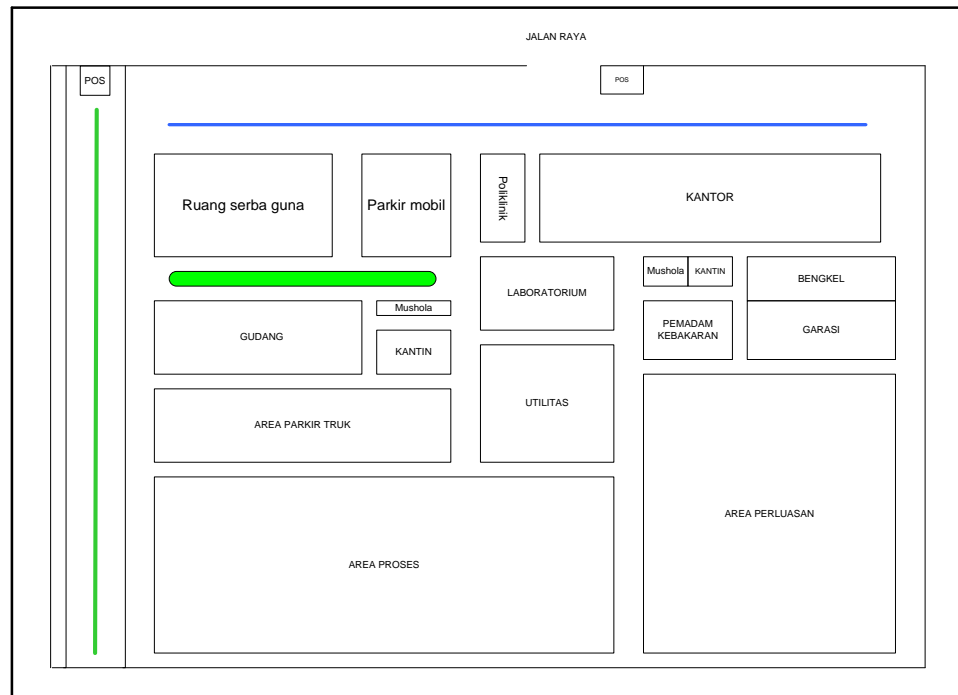 JALAN RAYA
POS
POS
Ruang serba guna
Parkir mobil
Poliklinik
KANTOR
Mushola
KANTIN
BENGKEL
LABORATORIUM
Mushola
GUDANG
KANTIN
PEMADAM
KEBAKARAN
GARASI
AREA PARKIR TRUK
UTILITAS
AREA PROSES
AREA PERLUASAN